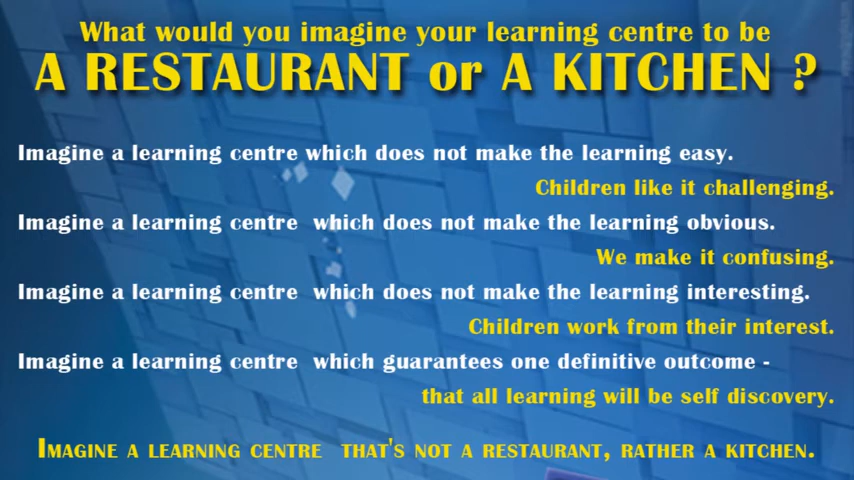 What would you imagine your learning centre to be
A RESTAURANT or A KITCHEN ?
Imagine a learning centre which does not make the learning easy.
Children like it challenging.
Imagine a learning centre which does not make the learning obvious.
We make it confusing.
Imagine a learning centre which does not make the learning interesting.
Children work from their interest.
Imagine a learning centre which guarantees one definitive outcome -
that all learning will be self discovery.
IMAGINE A LEARNING CENTRE THAT'S NOT A RESTAURANT, RATHER A KITCHEN.